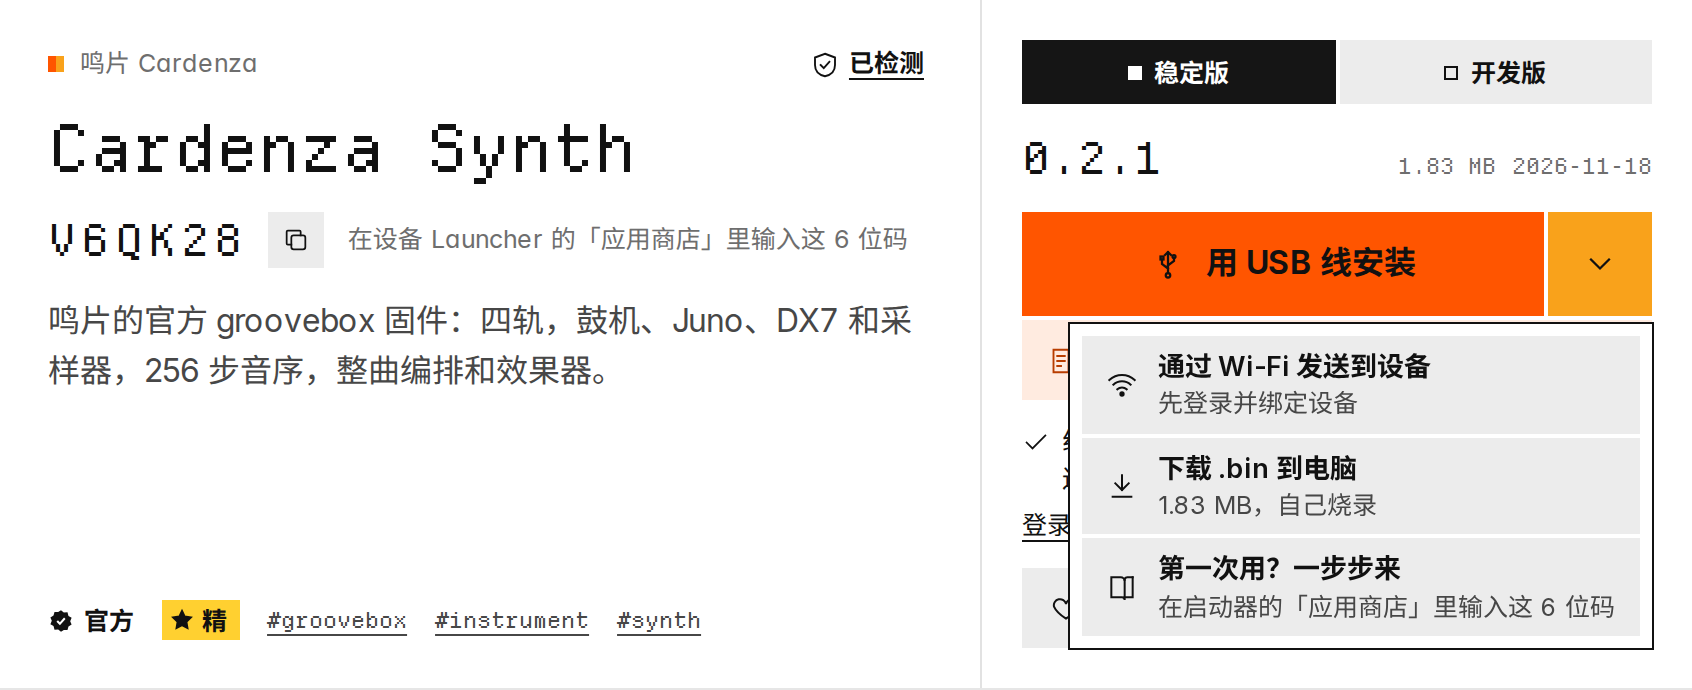 鸣片 Cardenza
已检测
Cardenza Synth
V6QK28
在设备 Launcher 的「应用商店」里输入这 6 位码
鸣片的官方 groovebox 固件：四轨，鼓机、Juno、DX7 和采
样器，256 步音序，整曲编排和效果器。
官方
精
#groovebox
#instrument
#synth
稳定版
开发版
0.2.1
1.83 MB 2026-11-18
用 USB 线安装
通过 Wi-Fi 发送到设备
先登录并绑定设备
下载 .bin 到电脑
1.83 MB，自己烧录
登录
第一次用？一步步来
在启动器的「应用商店」里输入这 6 位码